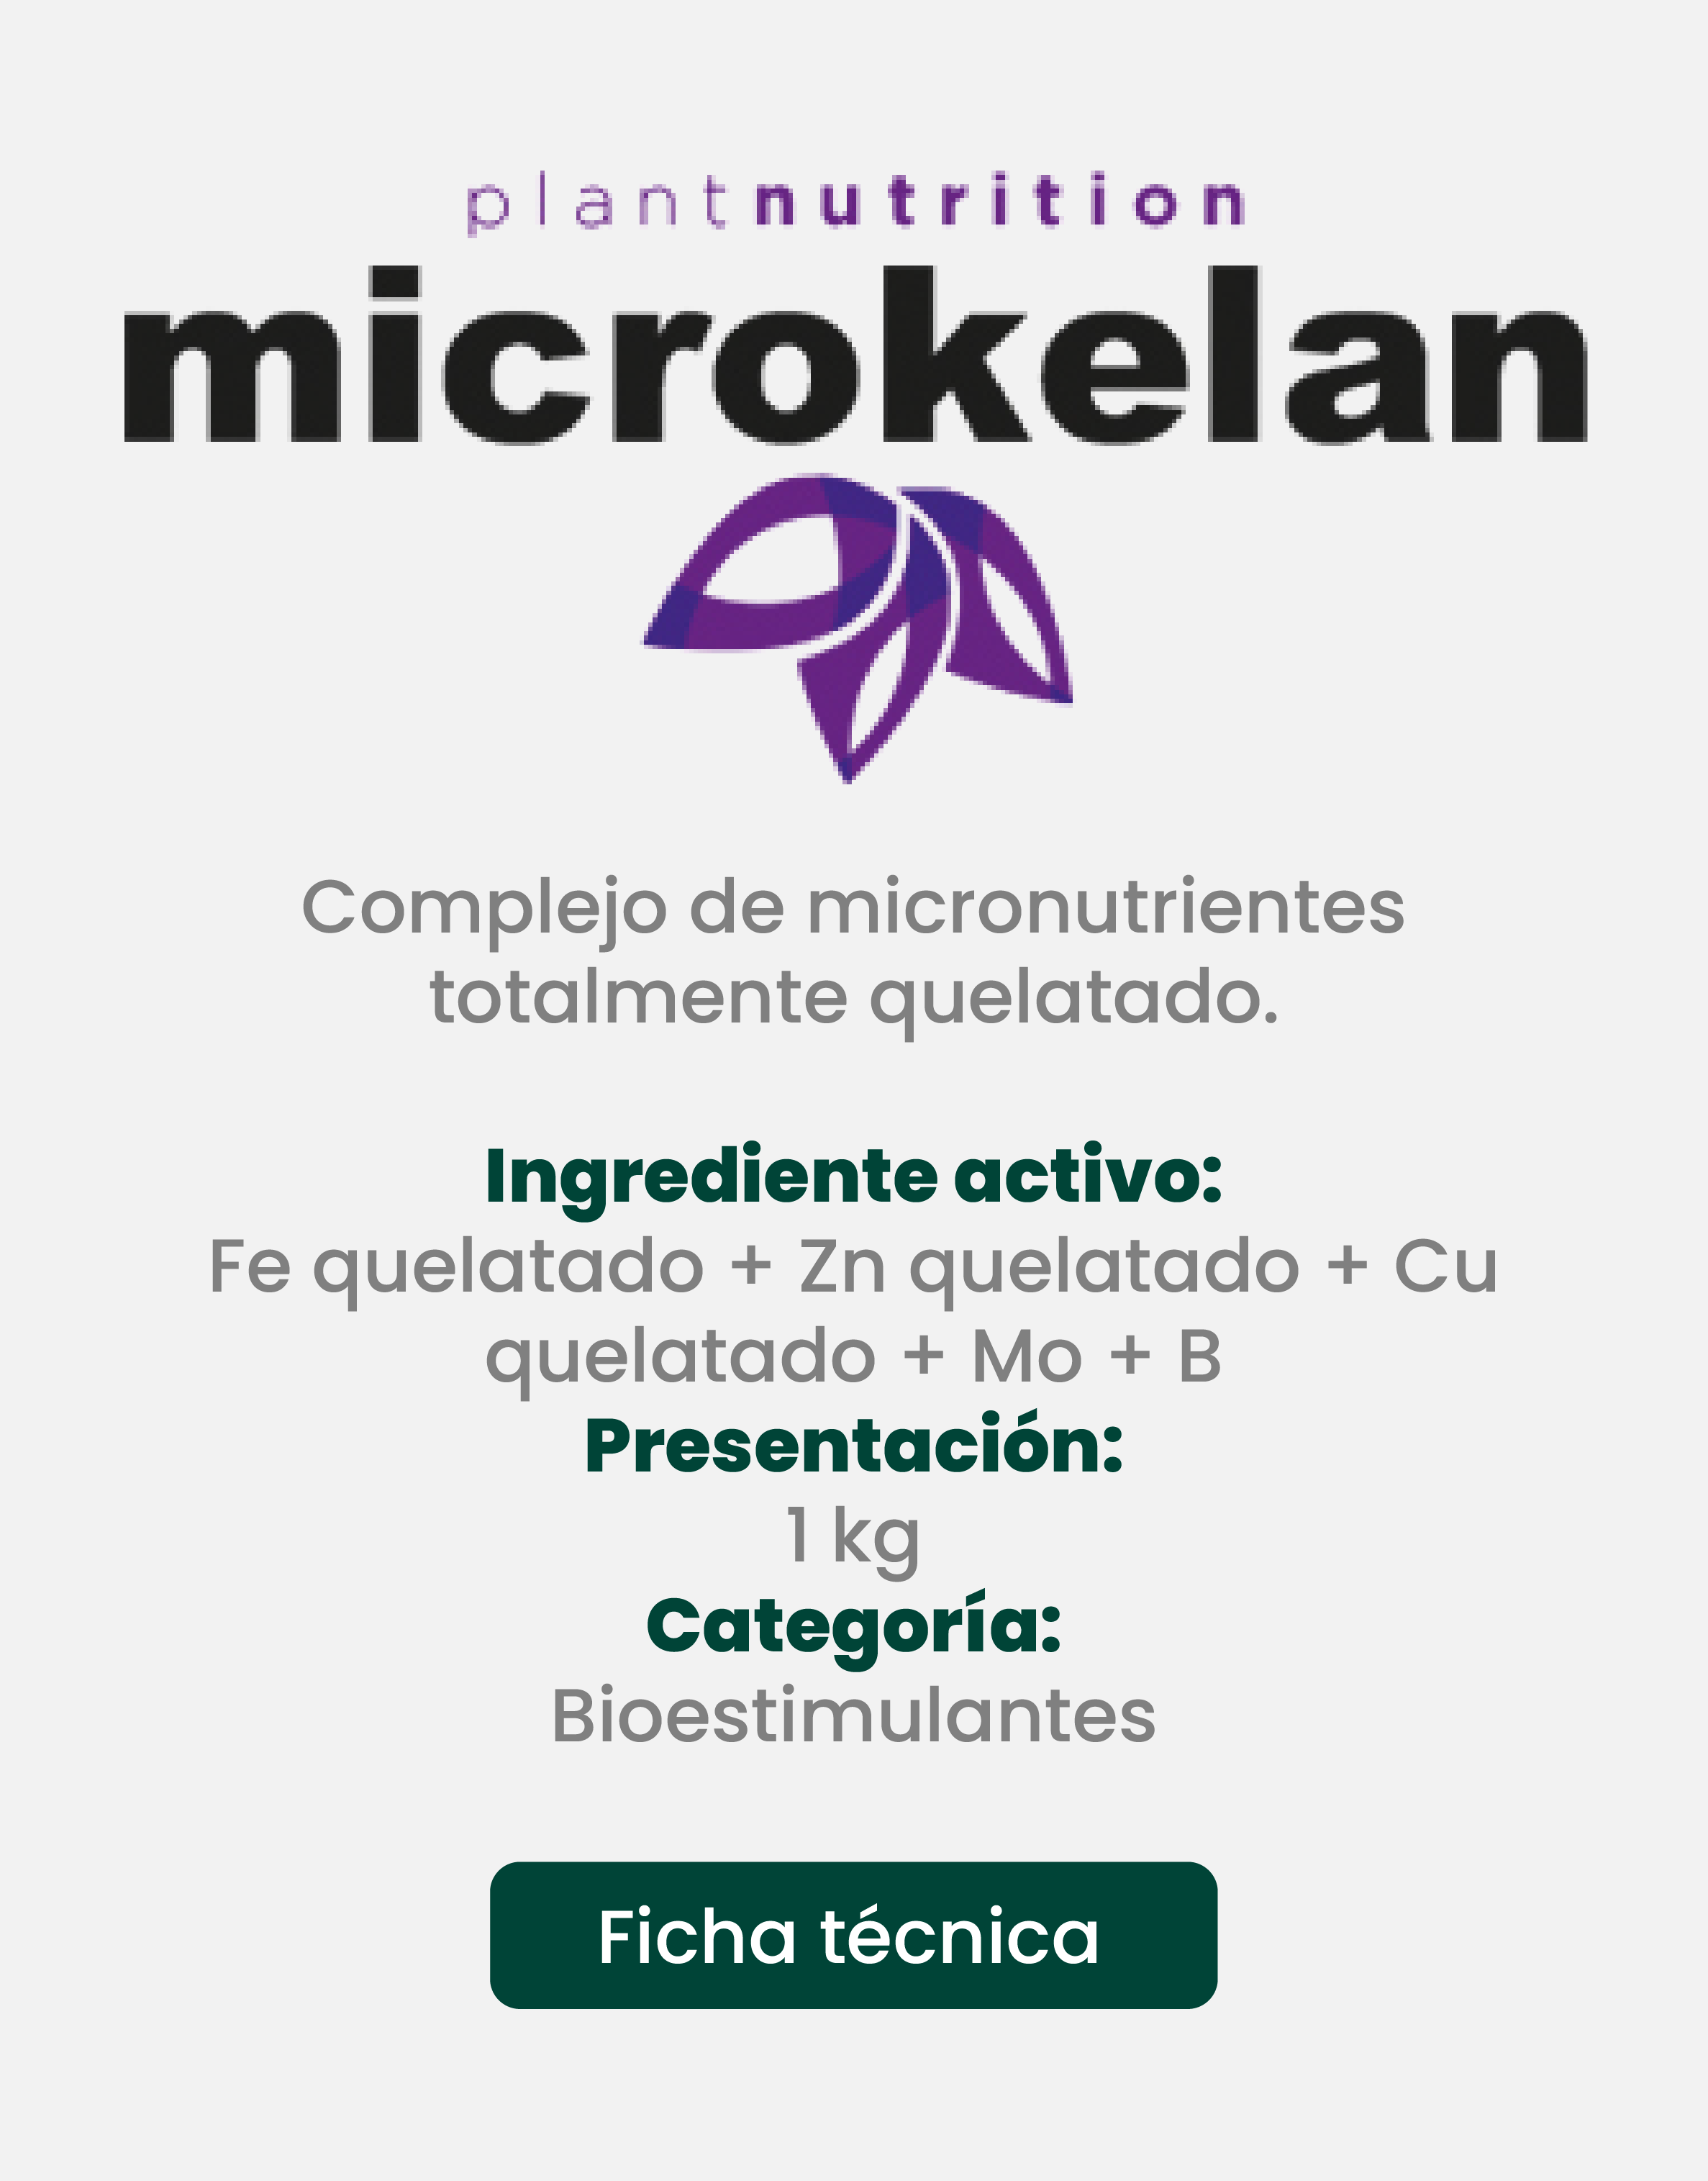 plantnutrition
microkelan
Complejo de micronutrientes
totalmente quelatado.
Ingrediente activo:
Fe quelatado + Zn quelatado + Cu
quelatado + Mo + B
Presentación:
1 kg
Categoría:
Bioestimulantes
Ficha técnica